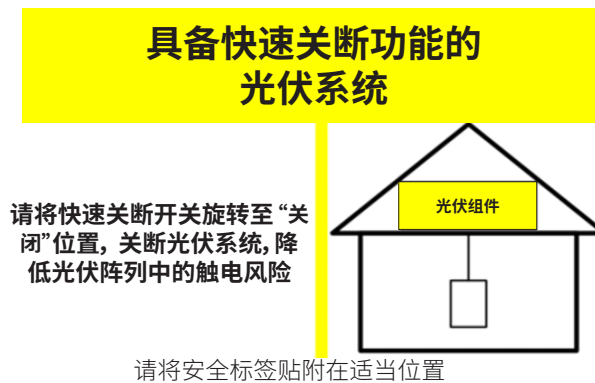 具备快速关断功能的
光伏系统
请将快速关断开关旋转至“关
闭”位置，关断光伏系统，降
低光伏阵列中的触电风险
光伏组件
请将安全标签贴附在适当位置